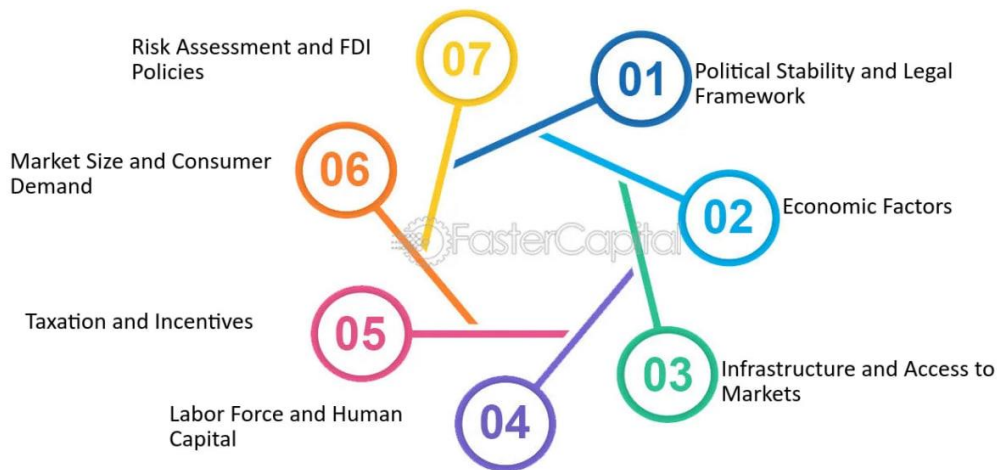 01
Political Stability and Legal
Framework
02
Economic Factors
03
Infrastructure and Access to
Markets
04
Labor Force and Human
Capital
05
Taxation and Incentives
06
Market Size and Consumer
Demand
07
Risk Assessment and FDI
Policies
FasterCapital